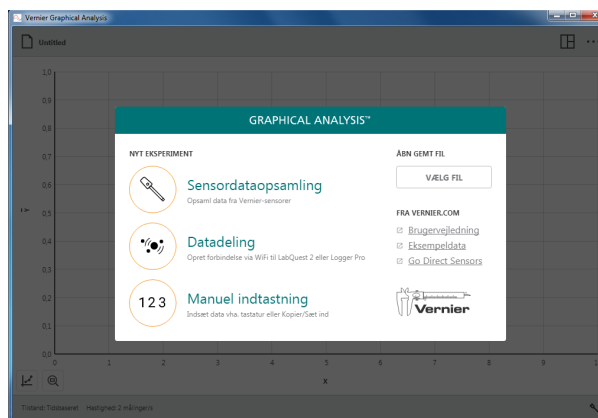 Vernier Graphical Analysis
Untitled
1,0
0,9
0,8
0,7
0,6
0,5
0,4
0,3
0,2
0,1
0,0
Y
0 1 2 3 4 5 6 7 8 9
X
GRAPHICAL ANALYSIS™
NYT EKSPERIMENT
Sensordataopsamling
Opsaml data fra Vernier-sensorer
Datadeling
Opret forbindelse via WiFi til LabQuest 2 eller Logger Pro
123
Manuel indtastning
Indsæt data vha. tastatur eller Kopier/Sæt ind
ÅBN GEMT FIL
VÆLG FIL
FRA VERNIER.COM
Brugervejledning
Eksempeldata
Go Direct Sensors
Vernier
Tilstand: Tidsbaseret Hastighed: 2 målinger/s